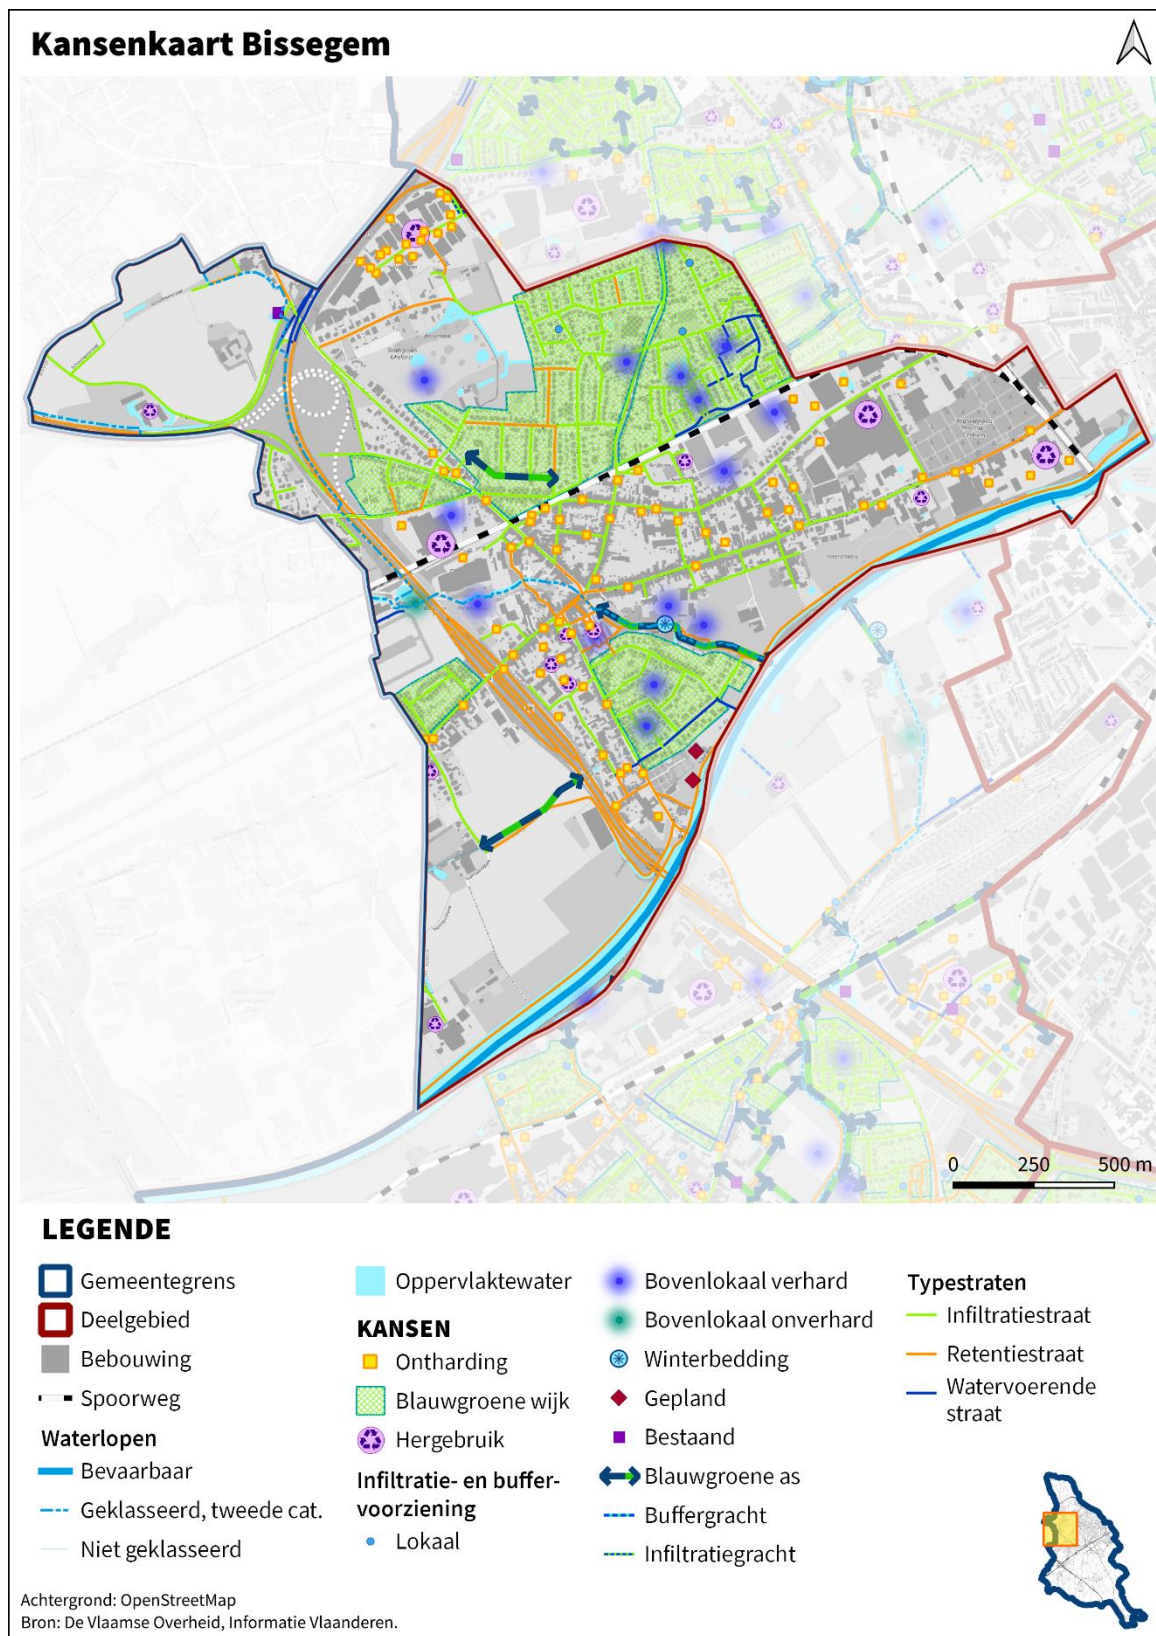 Kansenkaart Bissegem
0 250 500 m
LEGENDE
Gemeentegrens
Deelgebied
Bebouwing
Spoorweg
Waterlopen
Bevaarbaar
Geklasseerd, tweede cat.
Niet geklasseerd
Oppervlaktewater
KANSEN
Ontharding
Blauwgroene wijk
Hergebruik
Infiltratie- en buffer-
voorziening
Lokaal
Bovenlokaal verhard
Bovenlokaal onverhard
Winterbedding
Gepland
Bestaand
Blauwgroene as
Buffergracht
Infiltratiegracht
Typestraten
Infiltratiestraat
Retentiestraat
Watervoerende
straat
Achtergrond: OpenStreetMap
Bron: De Vlaamse Overheid, Informatie Vlaanderen.